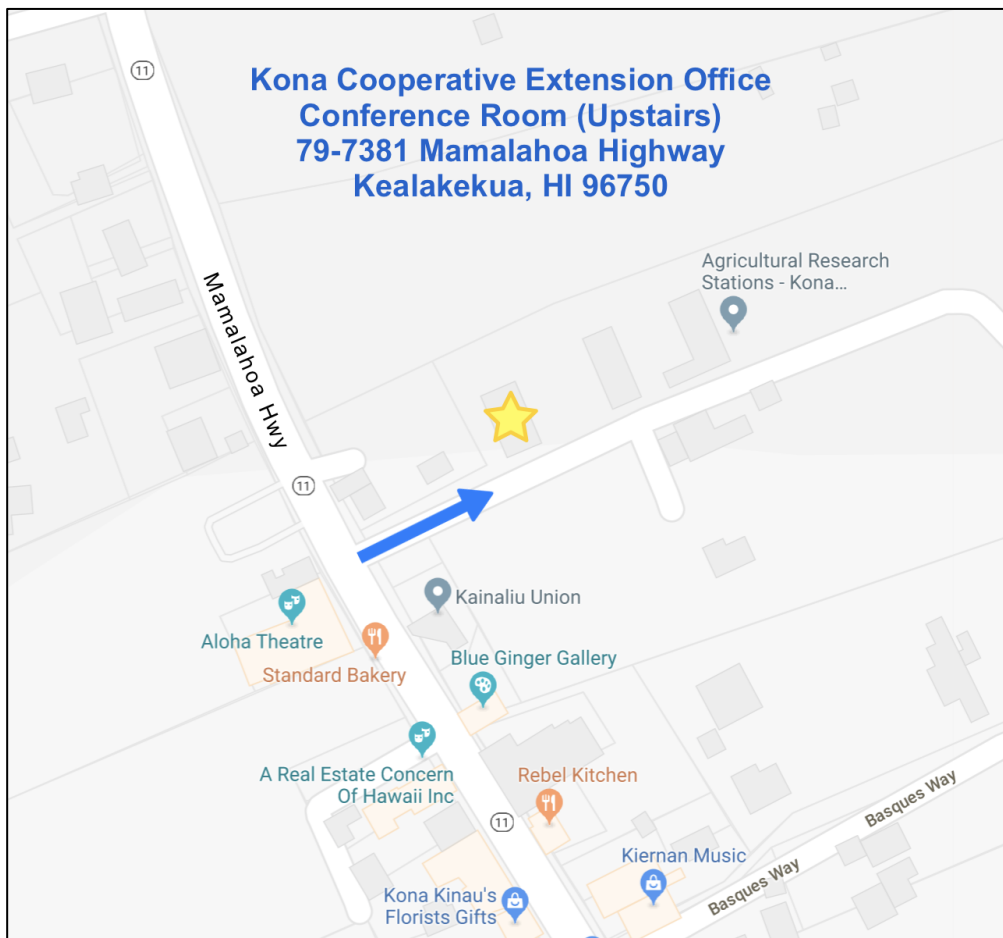 11
Kona Cooperative Extension Office
Conference Room (Upstairs)
79-7381 Mamalahoa Highway
Kealakekua, HI 96750
Agricultural Research
Stations - Kona...
Mamalahoa Hwy
11
Kainaliu Union
Aloha Theatre
Standard Bakery
Blue Ginger Gallery
A Real Estate Concern
Of Hawaii Inc
Rebel Kitchen
11
Basques Way
Kiernan Music
Basques Way
Kona Kinau's
Florists Gifts